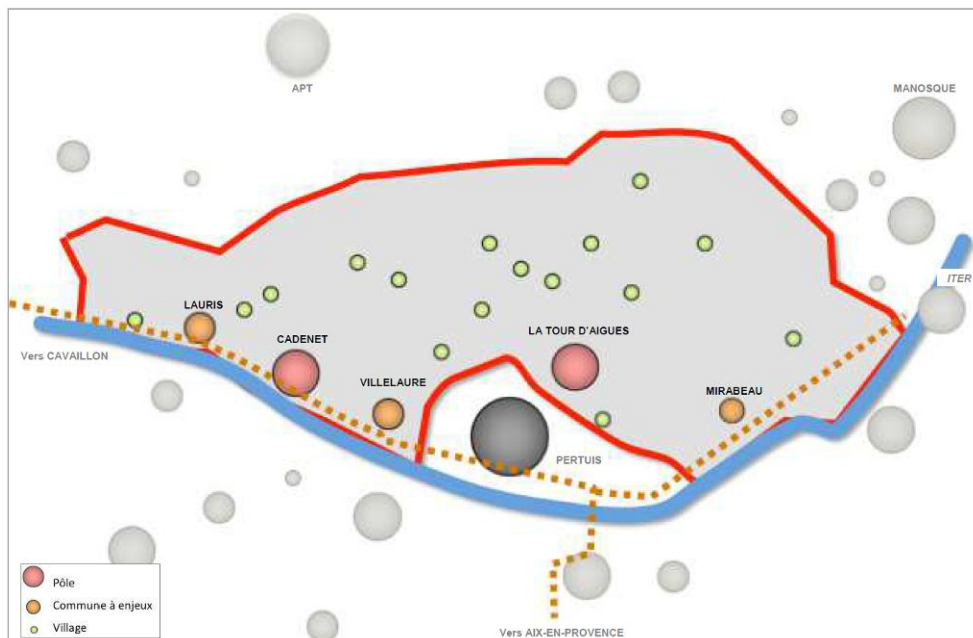 APT
MANOSQUE
ITER
LAURIS
CADENET
LA TOUR D'AIGUES
Vers CAVAILLON
VILLELAURE
MIRABEAU
PERTUIS
Pôle
Commune à enjeux
Village
Vers AIX-EN-PROVENCE